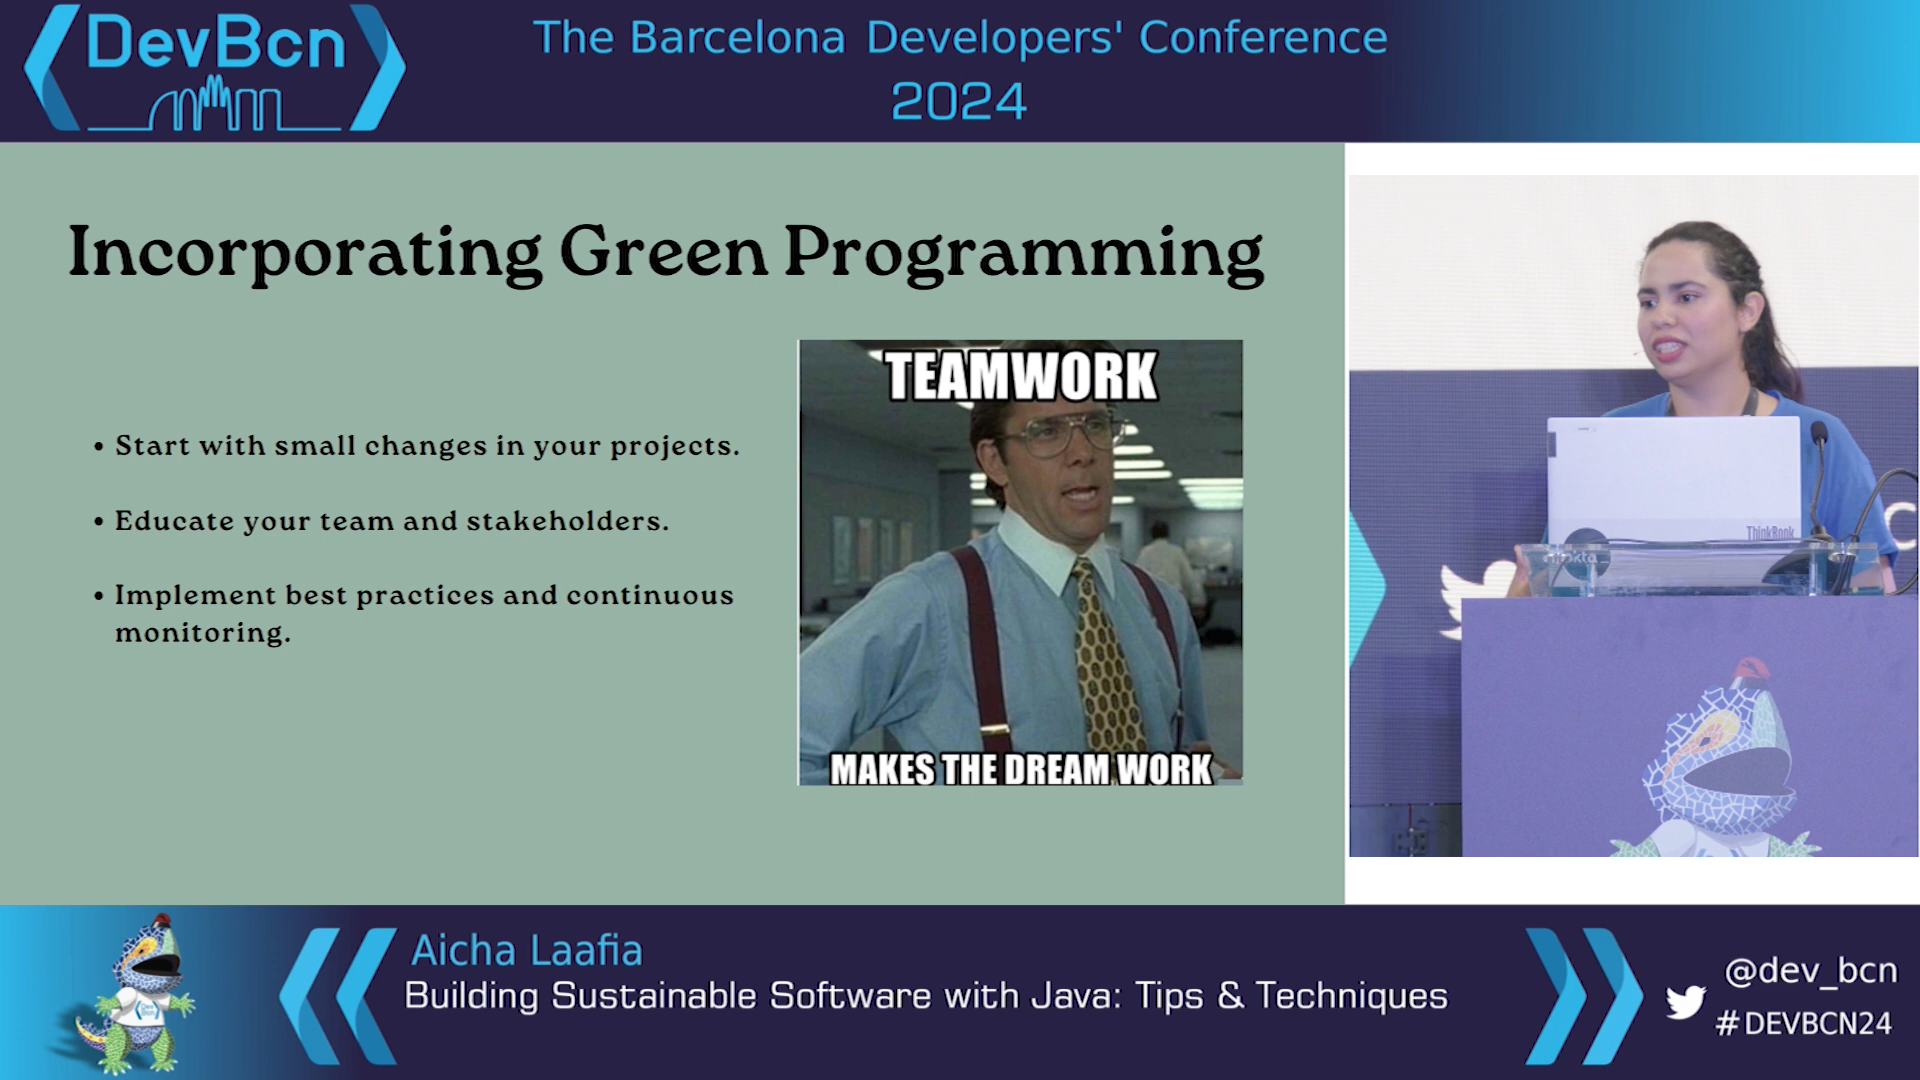 DevBcn
The Barcelona Developers' Conference
2024
Incorporating Green Programming
• Start with small changes in your projects.
• Educate your team and stakeholders.
• Implement best practices and continuous
monitoring.
TEAMWORK
MAKES THE DREAM WORK
ThinkBook
C
Aicha Laafia
Building Sustainable Software with Java: Tips & Techniques
@dev_bcn
#DEVBCN24